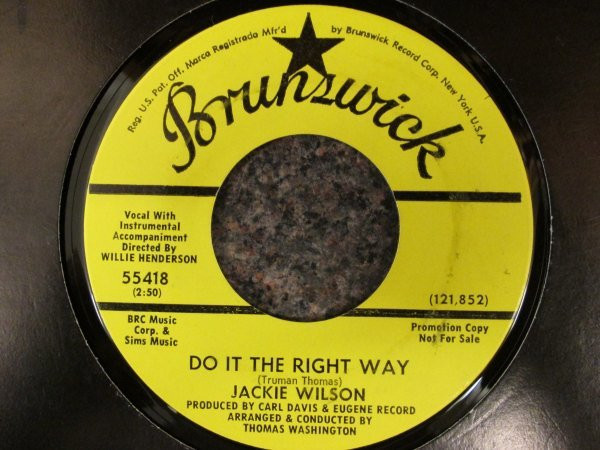 Reg. U.S. Pat. Off. Marca Registrada Mfr'd by Brunswick Record Corp. New York U.S.A.
Brunswick
Vocal With
Instrumental
Accompaniment
Directed By
WILLIE HENDERSON
55418
(2:50)
BRC Music
Corp. &
Sims Music
(121,852)
Promotion Copy
Not For Sale
DO IT THE RIGHT WAY
(Truman Thomas)
JACKIE WILSON
PRODUCED BY CARL DAVIS & EUGENE RECORD
ARRANGED & CONDUCTED BY
THOMAS WASHINGTON